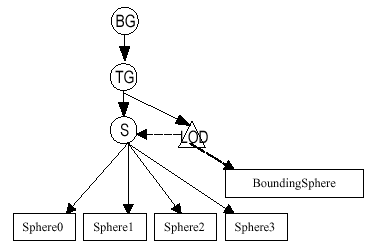 BG
TG
S
LOD
BoundingSphere
Sphere0
Sphere1
Sphere2
Sphere3